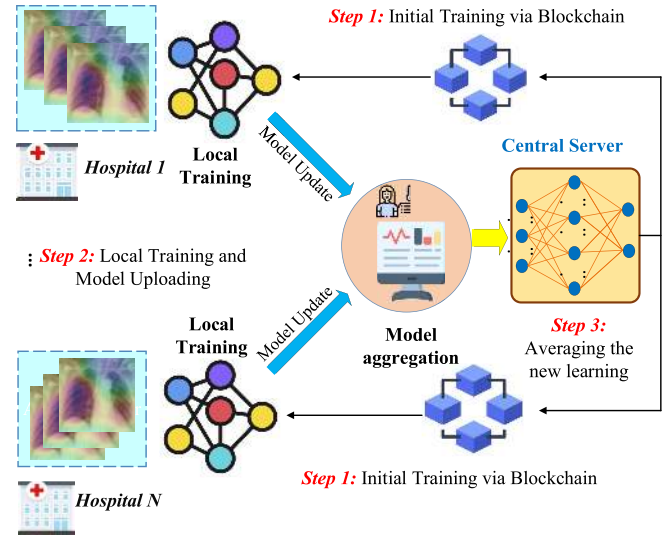 Step 1: Initial Training via Blockchain
Hospital 1
Local
Training
Model Update
Central Server
Step 2: Local Training and
Model Uploading
Model Update
Local
Training
Model
aggregation
Step 3:
Averaging the
new learning
Hospital N
Step 1: Initial Training via Blockchain